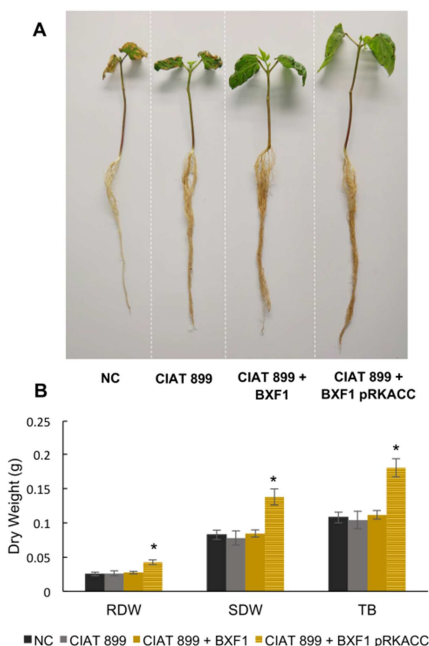 A
NC
CIAT 899
CIAT 899 +
BXF1
CIAT 899 +
BXF1 pRKACC
B
Dry Weight (g)
0.25
0.2
0.15
0.1
0.05
0
*
*
*
RDW
SDW
TB
NC CIAT 899 CIAT 899 + BXF1 CIAT 899 + BXF1 pRKACC